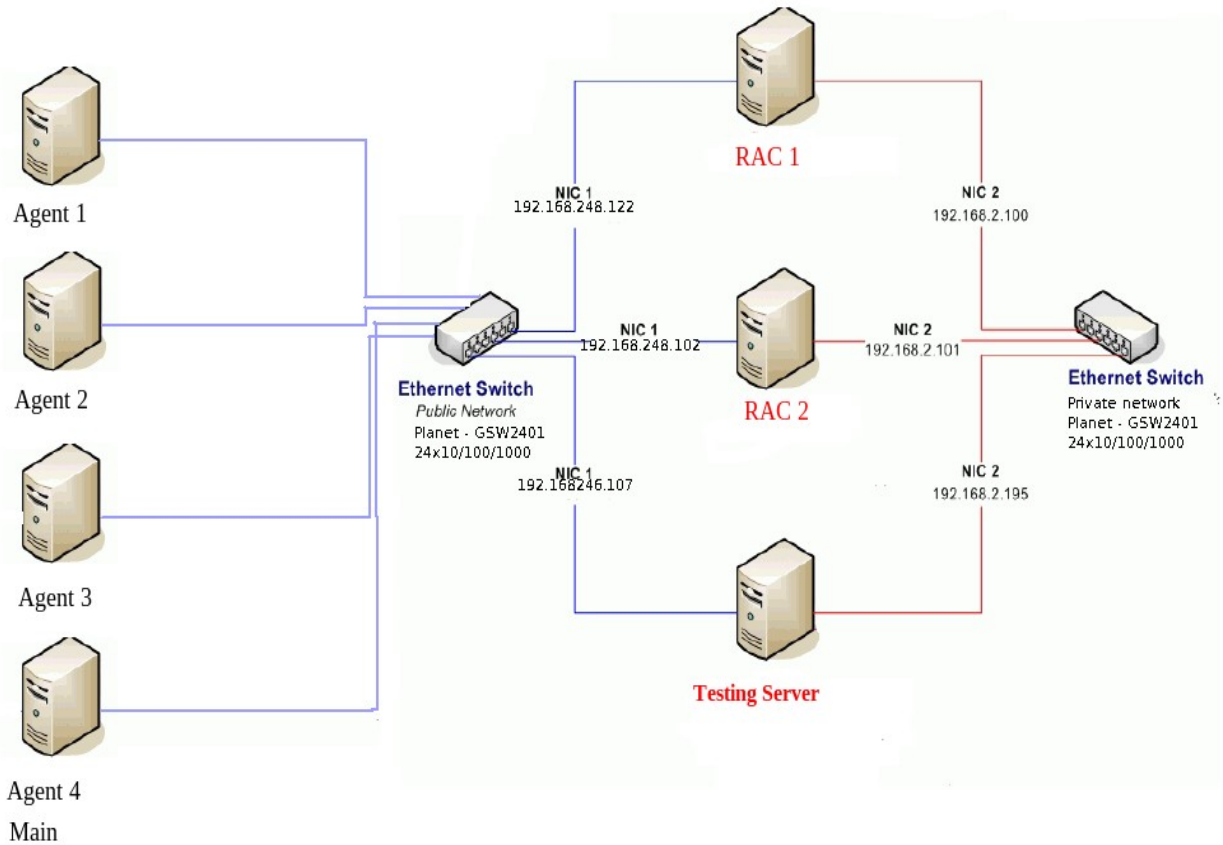 Agent 1
Agent 2
Agent 3
Agent 4
Main
Ethernet Switch
Public Network
Planet - GSW2401
24x10/100/1000
NIC 1
192.168.248.122
NIC 1
192.168.248.102
NIC 1
192.168246.107
RAC 1
RAC 2
Testing Server
NIC 2
192.168.2.100
NIC 2
192.168.2.101
NIC 2
192.168.2.195
Ethernet Switch
Private network
Planet - GSW2401
24x10/100/1000